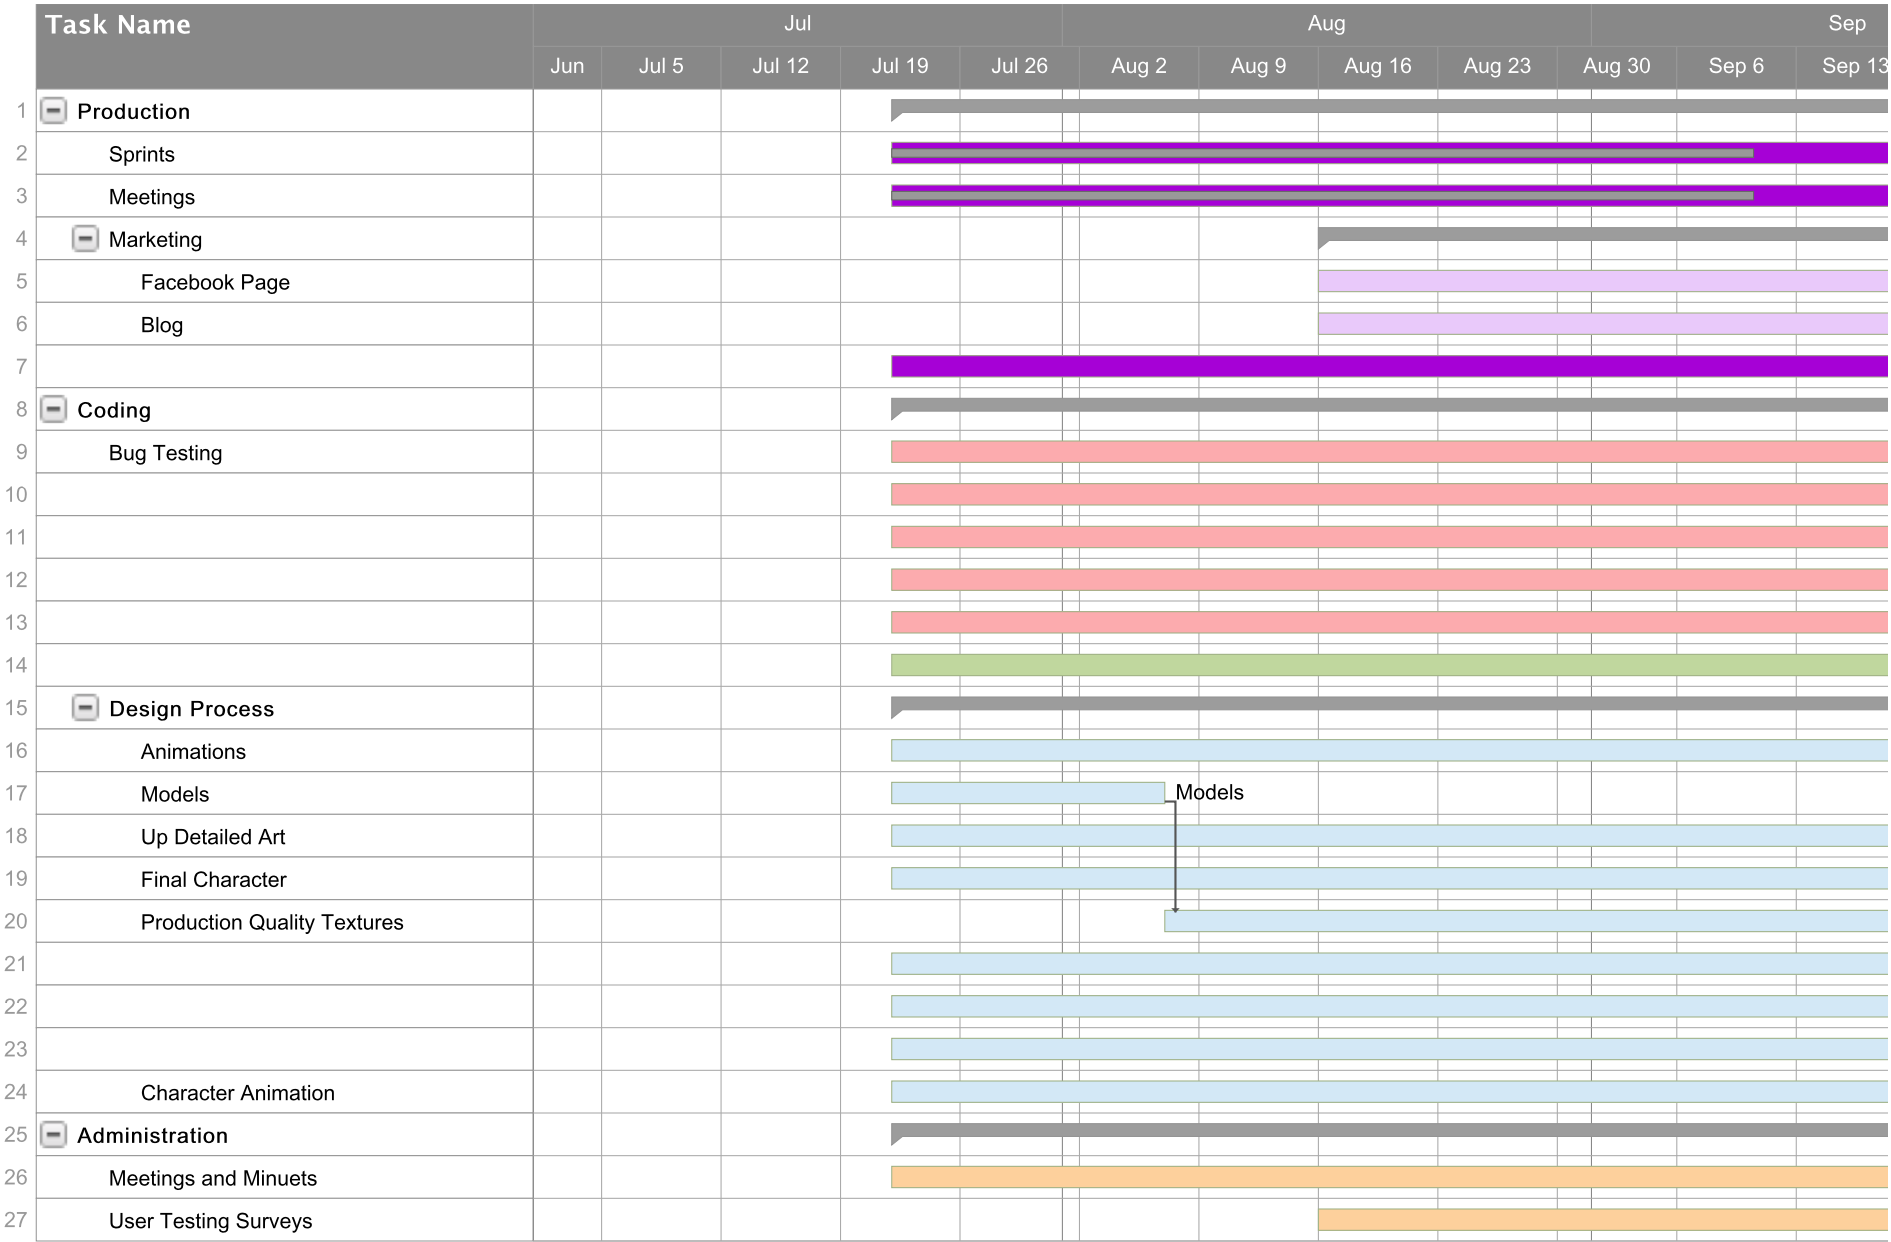 Task Name
Jul Aug Sep
Jun Jul 5 Jul 12 Jul 19 Jul 26 Aug 2 Aug 9 Aug 16 Aug 23 Aug 30 Sep 6 Sep 13
1 Production
2 Sprints
3 Meetings
4 Marketing
5 Facebook Page
6 Blog
7
8 Coding
9 Bug Testing
10
11
12
13
14
15 Design Process
16 Animations
17 Models Models
18 Up Detailed Art
19 Final Character
20 Production Quality Textures
21
22
23
24 Character Animation
25 Administration
26 Meetings and Minuets
27 User Testing Surveys